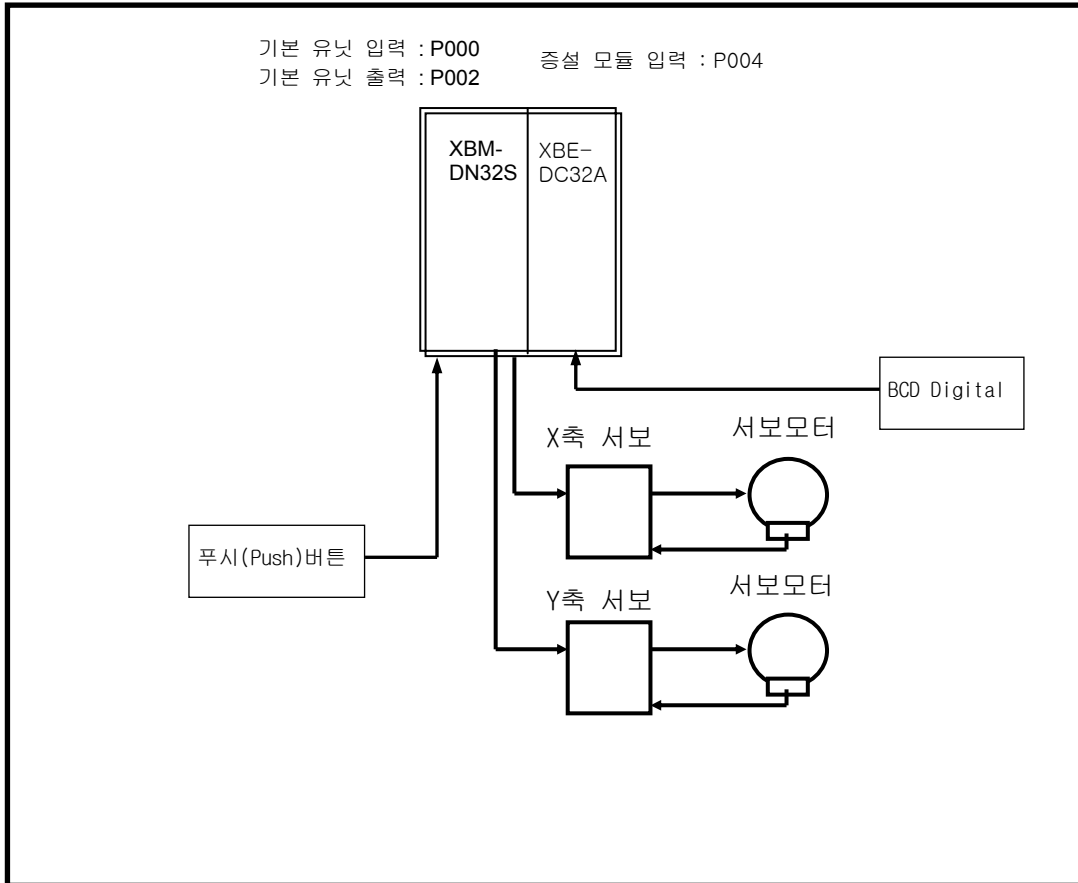 기본 유닛 입력 : P000
기본 유닛 출력 : P002
증설 모듈 입력 : P004
XBM-
DN32S
XBE-
DC32A
BCD Digital
X축 서보
서보모터
푸시(Push)버튼
Y축 서보
서보모터